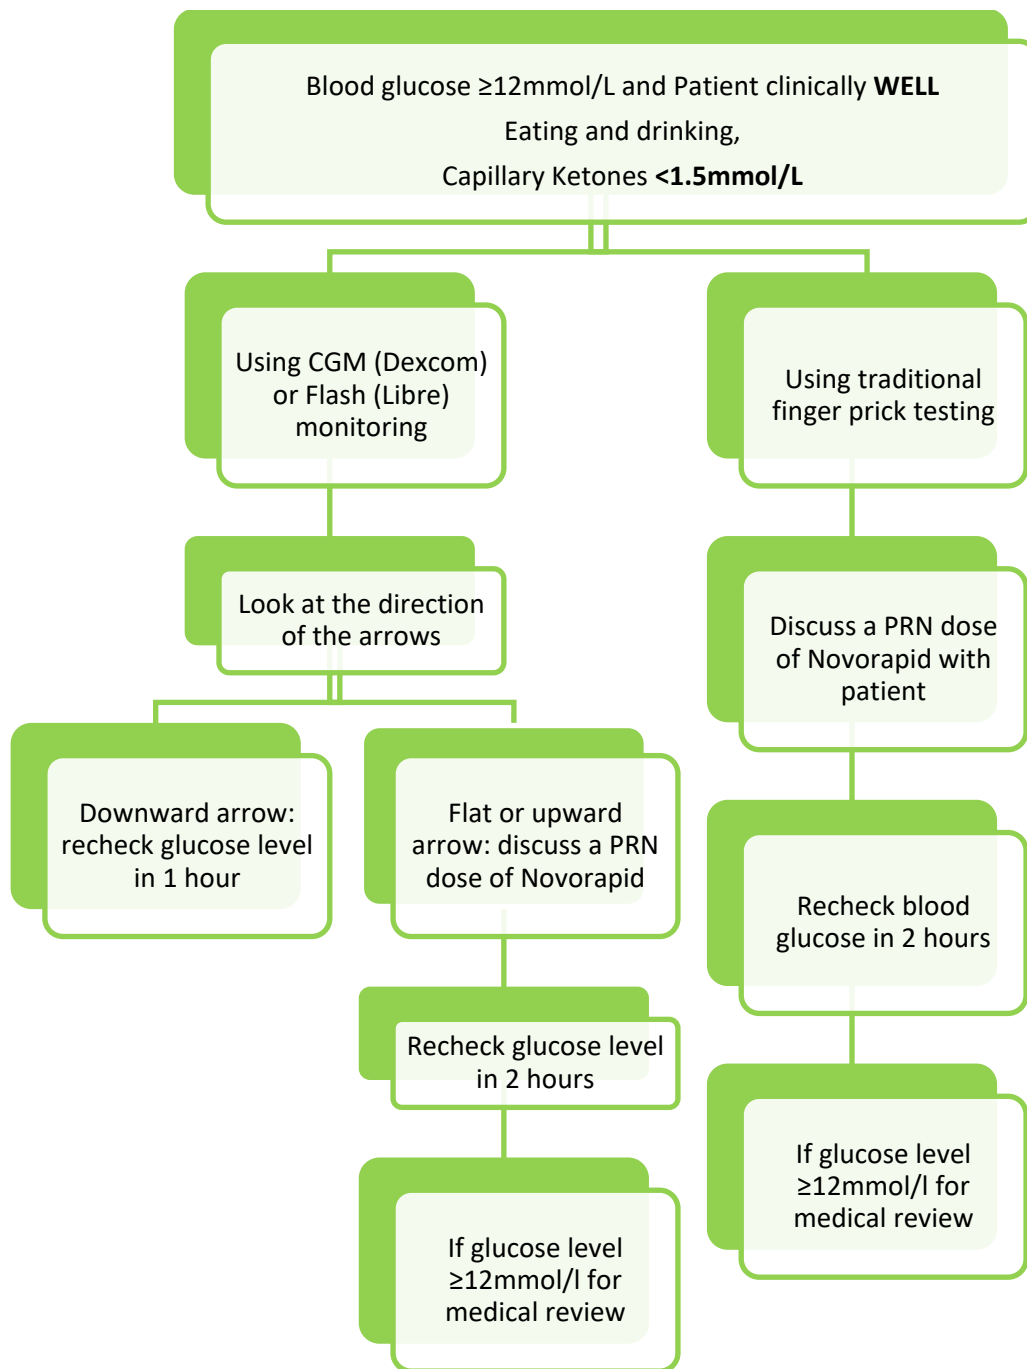 Blood glucose ≥12mmol/L and Patient clinically WELL
Eating and drinking,
Capillary Ketones <1.5mmol/L
Using CGM (Dexcom)
or Flash (Libre)
monitoring
Using traditional
finger prick testing
Look at the direction
of the arrows
Discuss a PRN dose
of Novorapid with
patient
Downward arrow:
recheck glucose level
in 1 hour
Flat or upward
arrow: discuss a PRN
dose of Novorapid
Recheck blood
glucose in 2 hours
Recheck glucose level
in 2 hours
If glucose level
≥12mmol/l for
medical review
If glucose level
≥12mmol/l for
medical review